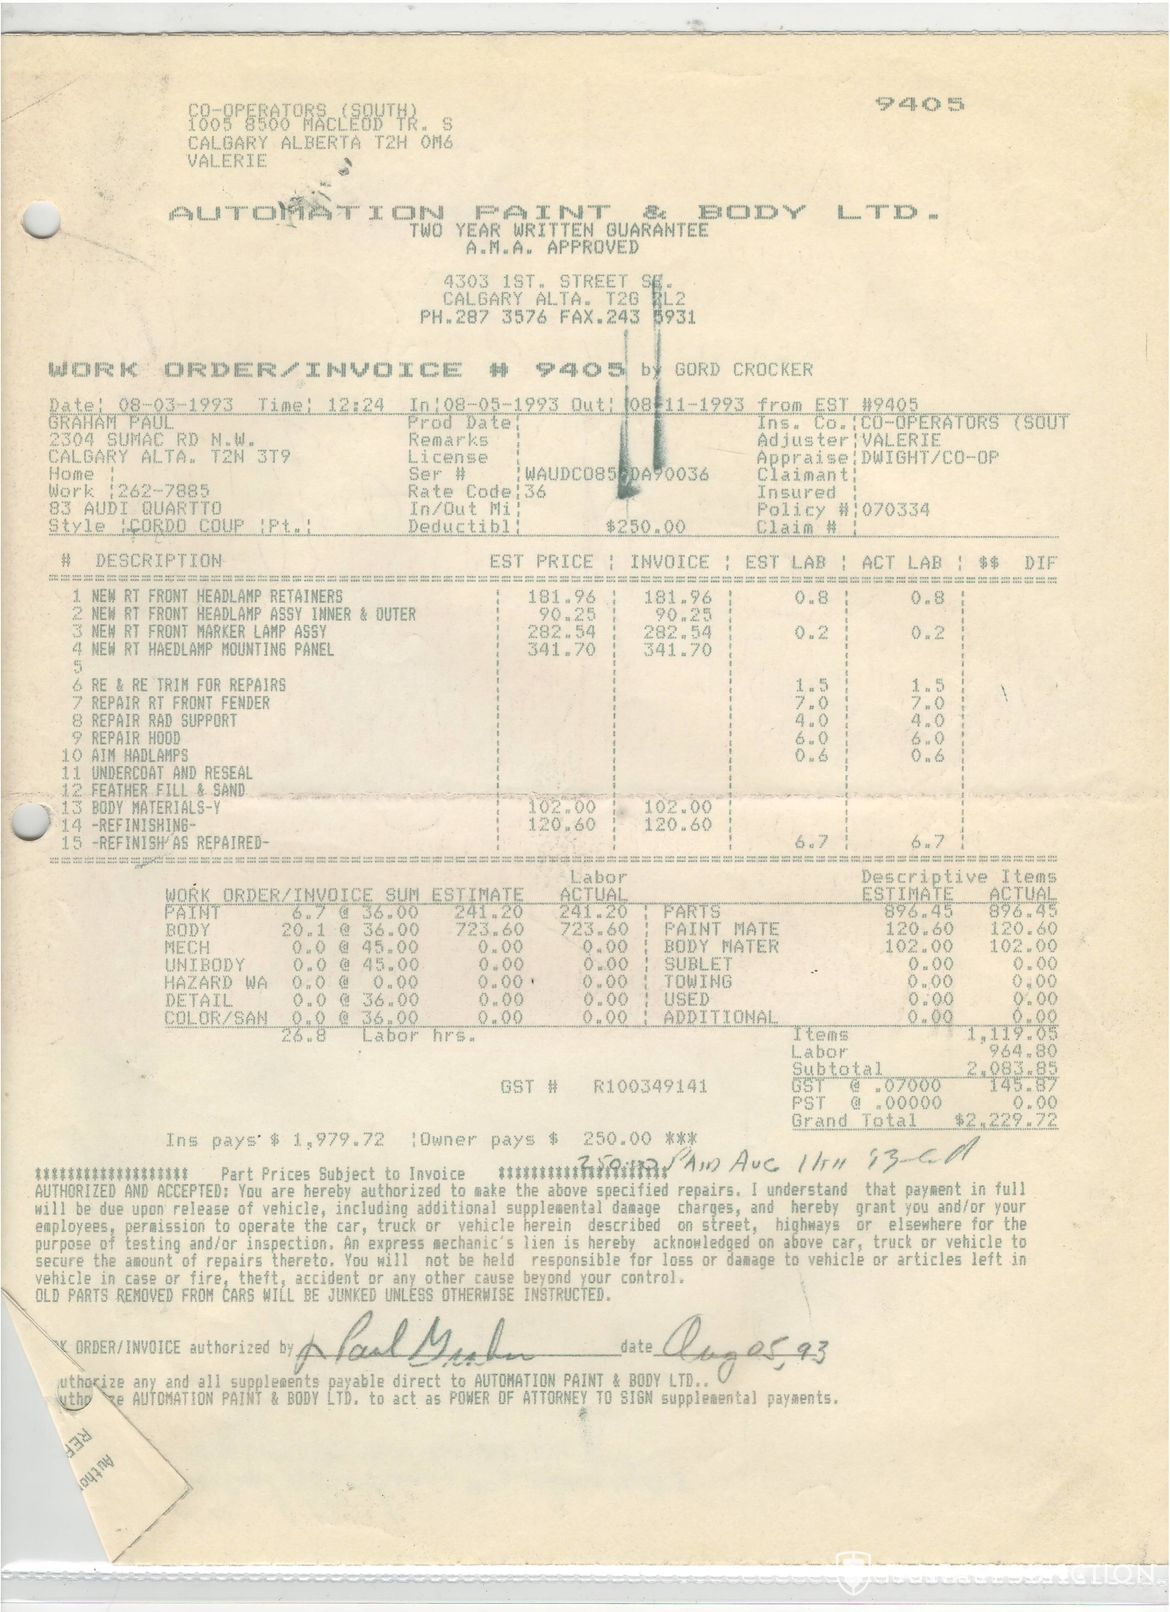 9405
CO-OPERATORS (SOUTH)
1005 8500 MACLEOD TR. S
CALGARY ALBERTA T2H 0M6
VALERIE
AUTOMATION PAINT & BODY LTD.
TWO YEAR WRITTEN GUARANTEE
A.M.A. APPROVED
4303 1ST. STREET SE.
CALGARY ALTA. T2G 2L2
PH.287 3576 FAX.243 5931
WORK ORDER/INVOICE # 9405 by GORD CROCKER
Date¦ 08-03-1993 Time¦ 12:24 In¦08-05-1993 Out¦ 08-11-1993 from EST #9405
GRAHAM PAUL Prod Date¦ Ins. Co.¦CO-OPERATORS (SOUT
2304 SUMAC RD N.W. Remarks ¦ Adjuster¦VALERIE
CALGARY ALTA. T2N 3T9 License ¦ Appraise¦DWIGHT/CO-OP
Home ¦ Ser # ¦WAUDC0850DA90036 Claimant¦
Work ¦262-7885 Rate Code¦36 Insured ¦
83 AUDI QUARTTO In/Out Mi¦ Policy #¦070334
Style ¦CORDO COUP ¦Pt.¦ Deductibl¦ $250.00 Claim # ¦
# DESCRIPTION EST PRICE ¦ INVOICE ¦ EST LAB ¦ ACT LAB ¦ $$ DIF
1 NEW RT FRONT HEADLAMP RETAINERS ¦ 181.96 ¦ 181.96 ¦ 0.8 ¦ 0.8 ¦
2 NEW RT FRONT HEADLAMP ASSY INNER & OUTER ¦ 90.25 ¦ 90.25 ¦ ¦ ¦
3 NEW RT FRONT MARKER LAMP ASSY ¦ 282.54 ¦ 282.54 ¦ 0.2 ¦ 0.2 ¦
4 NEW RT HAEDLAMP MOUNTING PANEL ¦ 341.70 ¦ 341.70 ¦ ¦ ¦
5
6 RE & RE TRIM FOR REPAIRS ¦ ¦ ¦ 1.5 ¦ 1.5 ¦
7 REPAIR RT FRONT FENDER ¦ ¦ ¦ 7.0 ¦ 7.0 ¦
8 REPAIR RAD SUPPORT ¦ ¦ ¦ 4.0 ¦ 4.0 ¦
9 REPAIR HOOD ¦ ¦ ¦ 6.0 ¦ 6.0 ¦
10 AIM HADLAMPS ¦ ¦ ¦ 0.6 ¦ 0.6 ¦
11 UNDERCOAT AND RESEAL
12 FEATHER FILL & SAND
13 BODY MATERIALS-Y ¦ 102.00 ¦ 102.00 ¦ ¦ ¦
14 -REFINISHING- ¦ 120.60 ¦ 120.60 ¦ ¦ ¦
15 -REFINISH AS REPAIRED- ¦ ¦ ¦ 6.7 ¦ 6.7 ¦
Labor Descriptive Items
WORK ORDER/INVOICE SUM ESTIMATE ACTUAL ESTIMATE ACTUAL
PAINT 6.7 @ 36.00 241.20 241.20 ¦ PARTS 896.45 896.45
BODY 20.1 @ 36.00 723.60 723.60 ¦ PAINT MATE 120.60 120.60
MECH 0.0 @ 45.00 0.00 0.00 ¦ BODY MATER 102.00 102.00
UNIBODY 0.0 @ 45.00 0.00 0.00 ¦ SUBLET 0.00 0.00
HAZARD WA 0.0 @ 0.00 0.00 0.00 ¦ TOWING 0.00 0.00
DETAIL 0.0 @ 36.00 0.00 0.00 ¦ USED 0.00 0.00
COLOR/SAN 0.0 @ 36.00 0.00 0.00 ¦ ADDITIONAL 0.00 0.00
26.8 Labor hrs. Items 1,119.05
Labor 964.80
Subtotal 2,083.85
GST # R100349141 GST @ .07000 145.87
PST @ .00000 0.00
Grand Total $2,229.72
Ins pays $ 1,979.72 ¦Owner pays $ 250.00 ***
250.00 PAID AUG 11TH 93
Part Prices Subject to Invoice
AUTHORIZED AND ACCEPTED: You are hereby authorized to make the above specified repairs. I understand that payment in full
will be due upon release of vehicle, including additional supplemental damage charges, and hereby grant you and/or your
employees, permission to operate the car, truck or vehicle herein described on street, highways or elsewhere for the
purpose of testing and/or inspection. An express mechanic's lien is hereby acknowledged on above car, truck or vehicle to
secure the amount of repairs thereto. You will not be held responsible for loss or damage to vehicle or articles left in
vehicle in case or fire, theft, accident or any other cause beyond your control.
OLD PARTS REMOVED FROM CARS WILL BE JUNKED UNLESS OTHERWISE INSTRUCTED.
K ORDER/INVOICE authorized by Paul Graham date Aug 05, 93
uthorize any and all supplements payable direct to AUTOMATION PAINT & BODY LTD..
ze AUTOMATION PAINT & BODY LTD. to act as POWER OF ATTORNEY TO SIGN supplemental payments.
Autho